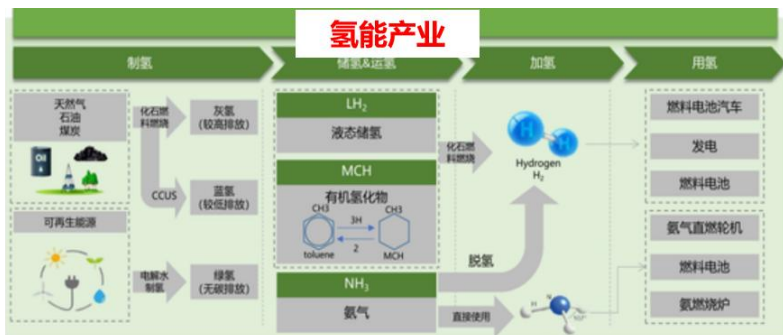 氢能产业
制氢
储氢&运氢
加氢
用氢
天然气
石油
煤炭
化石燃
料燃烧
灰氢
(较高排放)
CCUS
蓝氢
(较低排放)
可再生能源
电解水
制氢
绿氢
(无碳排放)
LH₂
液态储氢
MCH
有机氢化物
CH3
CH3
3H
2
toluene
MCH
NH₃
氨气
化石燃
料燃烧
H
H
Hydrogen
H₂
脱氢
直接使用
H
N
燃料电池汽车
发电
燃料电池
氨气直燃轮机
燃料电池
氨燃烧炉
Oil